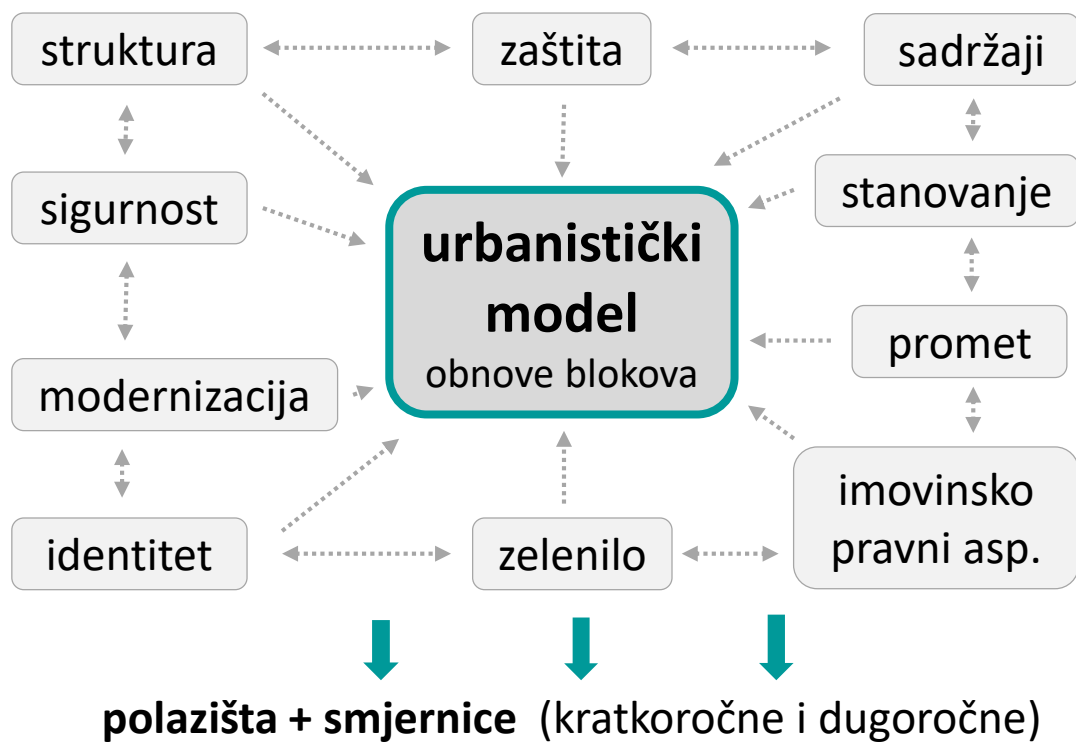 struktura
zaštita
sadržaji
sigurnost
stanovanje
urbanistički
model
obnove blokova
promet
modernizacija
imovinsko
pravni asp.
identitet
zelenilo
polazišta + smjernice (kratkoročne i dugoročne)